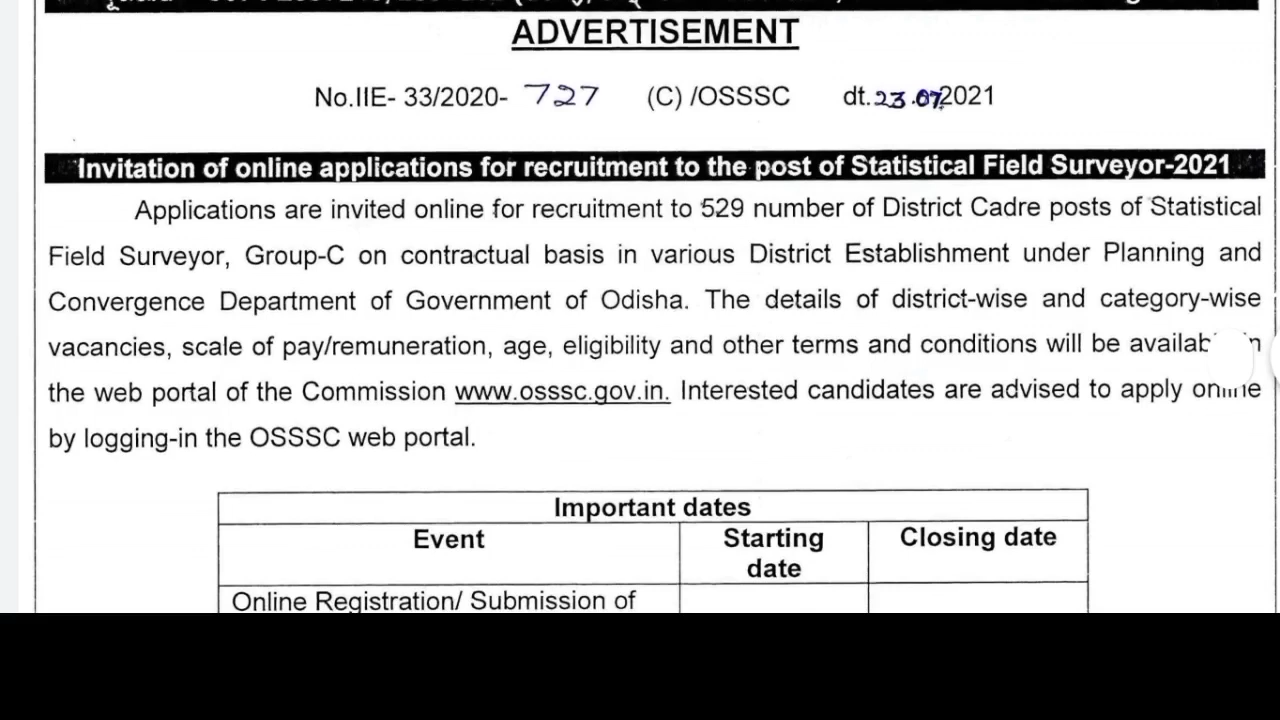 ADVERTISEMENT
No.IIE- 33/2020- 727 (C) /OSSSC dt.23.07.2021
Invitation of online applications for recruitment to the post of Statistical Field Surveyor-2021
Applications are invited online for recruitment to 529 number of District Cadre posts of Statistical
Field Surveyor, Group-C on contractual basis in various District Establishment under Planning and
Convergence Department of Government of Odisha. The details of district-wise and category-wise
vacancies, scale of pay/remuneration, age, eligibility and other terms and conditions will be
the web portal of the Commission www.osssc.gov.in. Interested candidates are advised to apply online
by logging-in the OSSSC web portal.
Important dates
Event Starting date Closing date
Online Registration/ Submission of